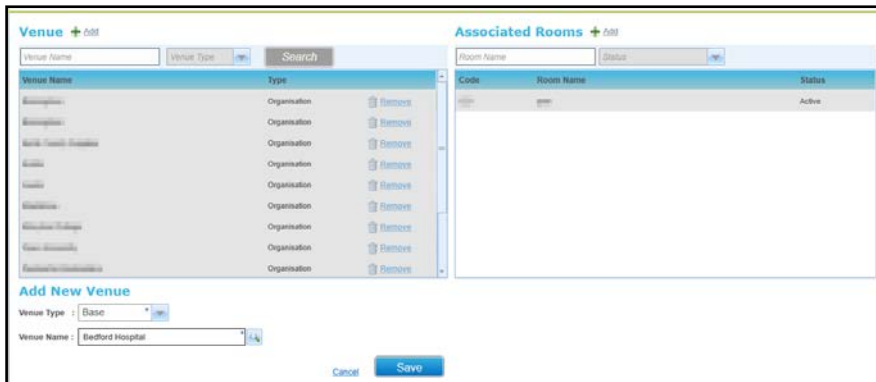 Venue Add
Venue Name Venue Type Search
Venue Name Type
Organisation Remove
Organisation Remove
Organisation Remove
Organisation Remove
Organisation Remove
Organisation Remove
Organisation Remove
Organisation Remove
Organisation Remove
Associated Rooms Add
Room Name Status
Code Room Name Status
Active
Add New Venue
Venue Type : Base *
Venue Name : Bedford Hospital *
Cancel Save